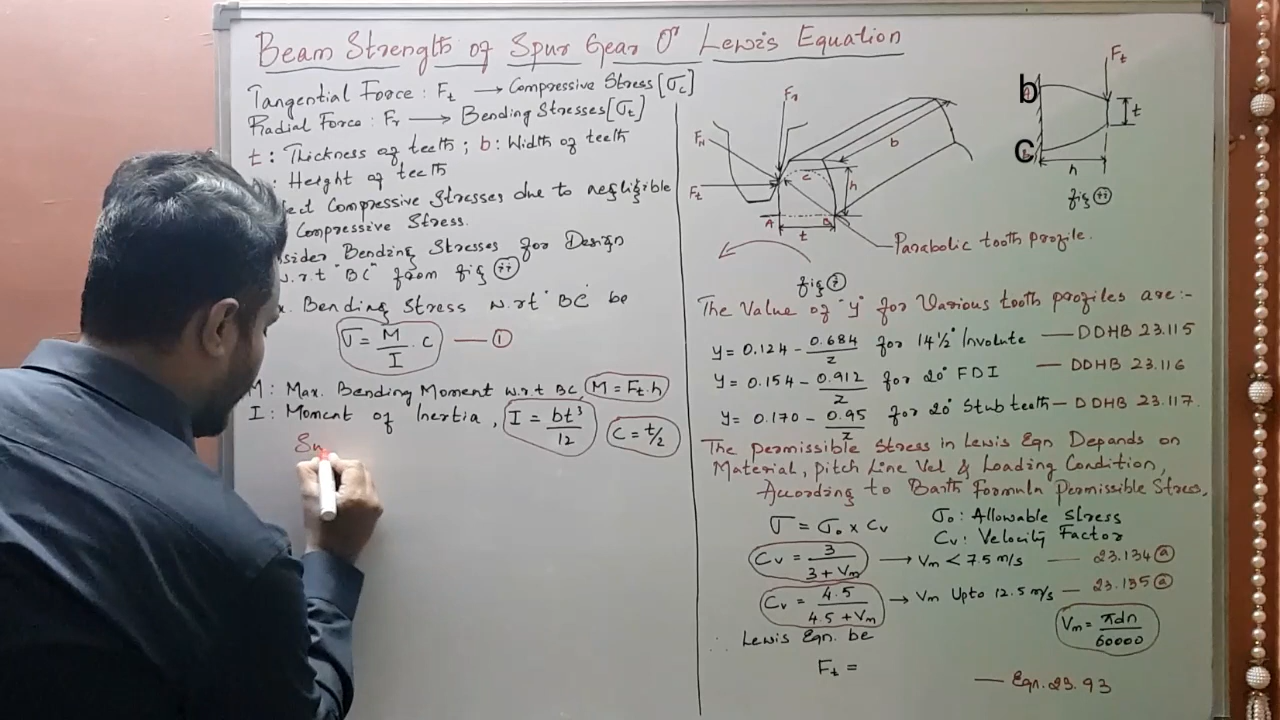 Beam Strength of Spur Gear Or Lewis Equation
Tangential Force : Ft → Compressive Stress [σc]
Radial Force : Fr → Bending Stresses [σt]
t : Thickness of teeth ; b : Width of teeth
: Height of teeth
Compressive Stresses due to negligible
Compressive Stress.
Bending Stresses for Design
w.r.t "BC" from fig (ii)
Bending Stress w.r.t "BC" be
σ = M/I . c — ①
M : Max. Bending Moment w.r.t BC, M = Ft.h
I : Moment of Inertia, I = bt³/12
C = t/2
Su
Fr
FN
Ft
b
c
h
A
B
t
fig (i)
Parabolic tooth profile.
Ft
b
c
t
h
fig (ii)
The Value of "y" for Various tooth profiles are:-
y = 0.124 - 0.684/z for 14½° Involute — DDHB 23.115
y = 0.154 - 0.912/z for 20° FDI — DDHB 23.116
y = 0.170 - 0.95/z for 20° Stub teeth — DDHB 23.117.
The permissible Stress in Lewis Eqn Depends on
Material, pitch Line Vel & Loading Condition,
According to Barth Formula Permissible Stress,
σ = σo x Cv
σo : Allowable stress
Cv : Velocity Factor
Cv = 3/3 + Vm → Vm < 7.5 m/s — 23.134 (a)
Cv = 4.5/4.5 + Vm → Vm Upto 12.5 m/s — 23.135 (a)
Vm = πdn/60000
∴ Lewis Eqn. be
Ft =
— Eqn. 23.93